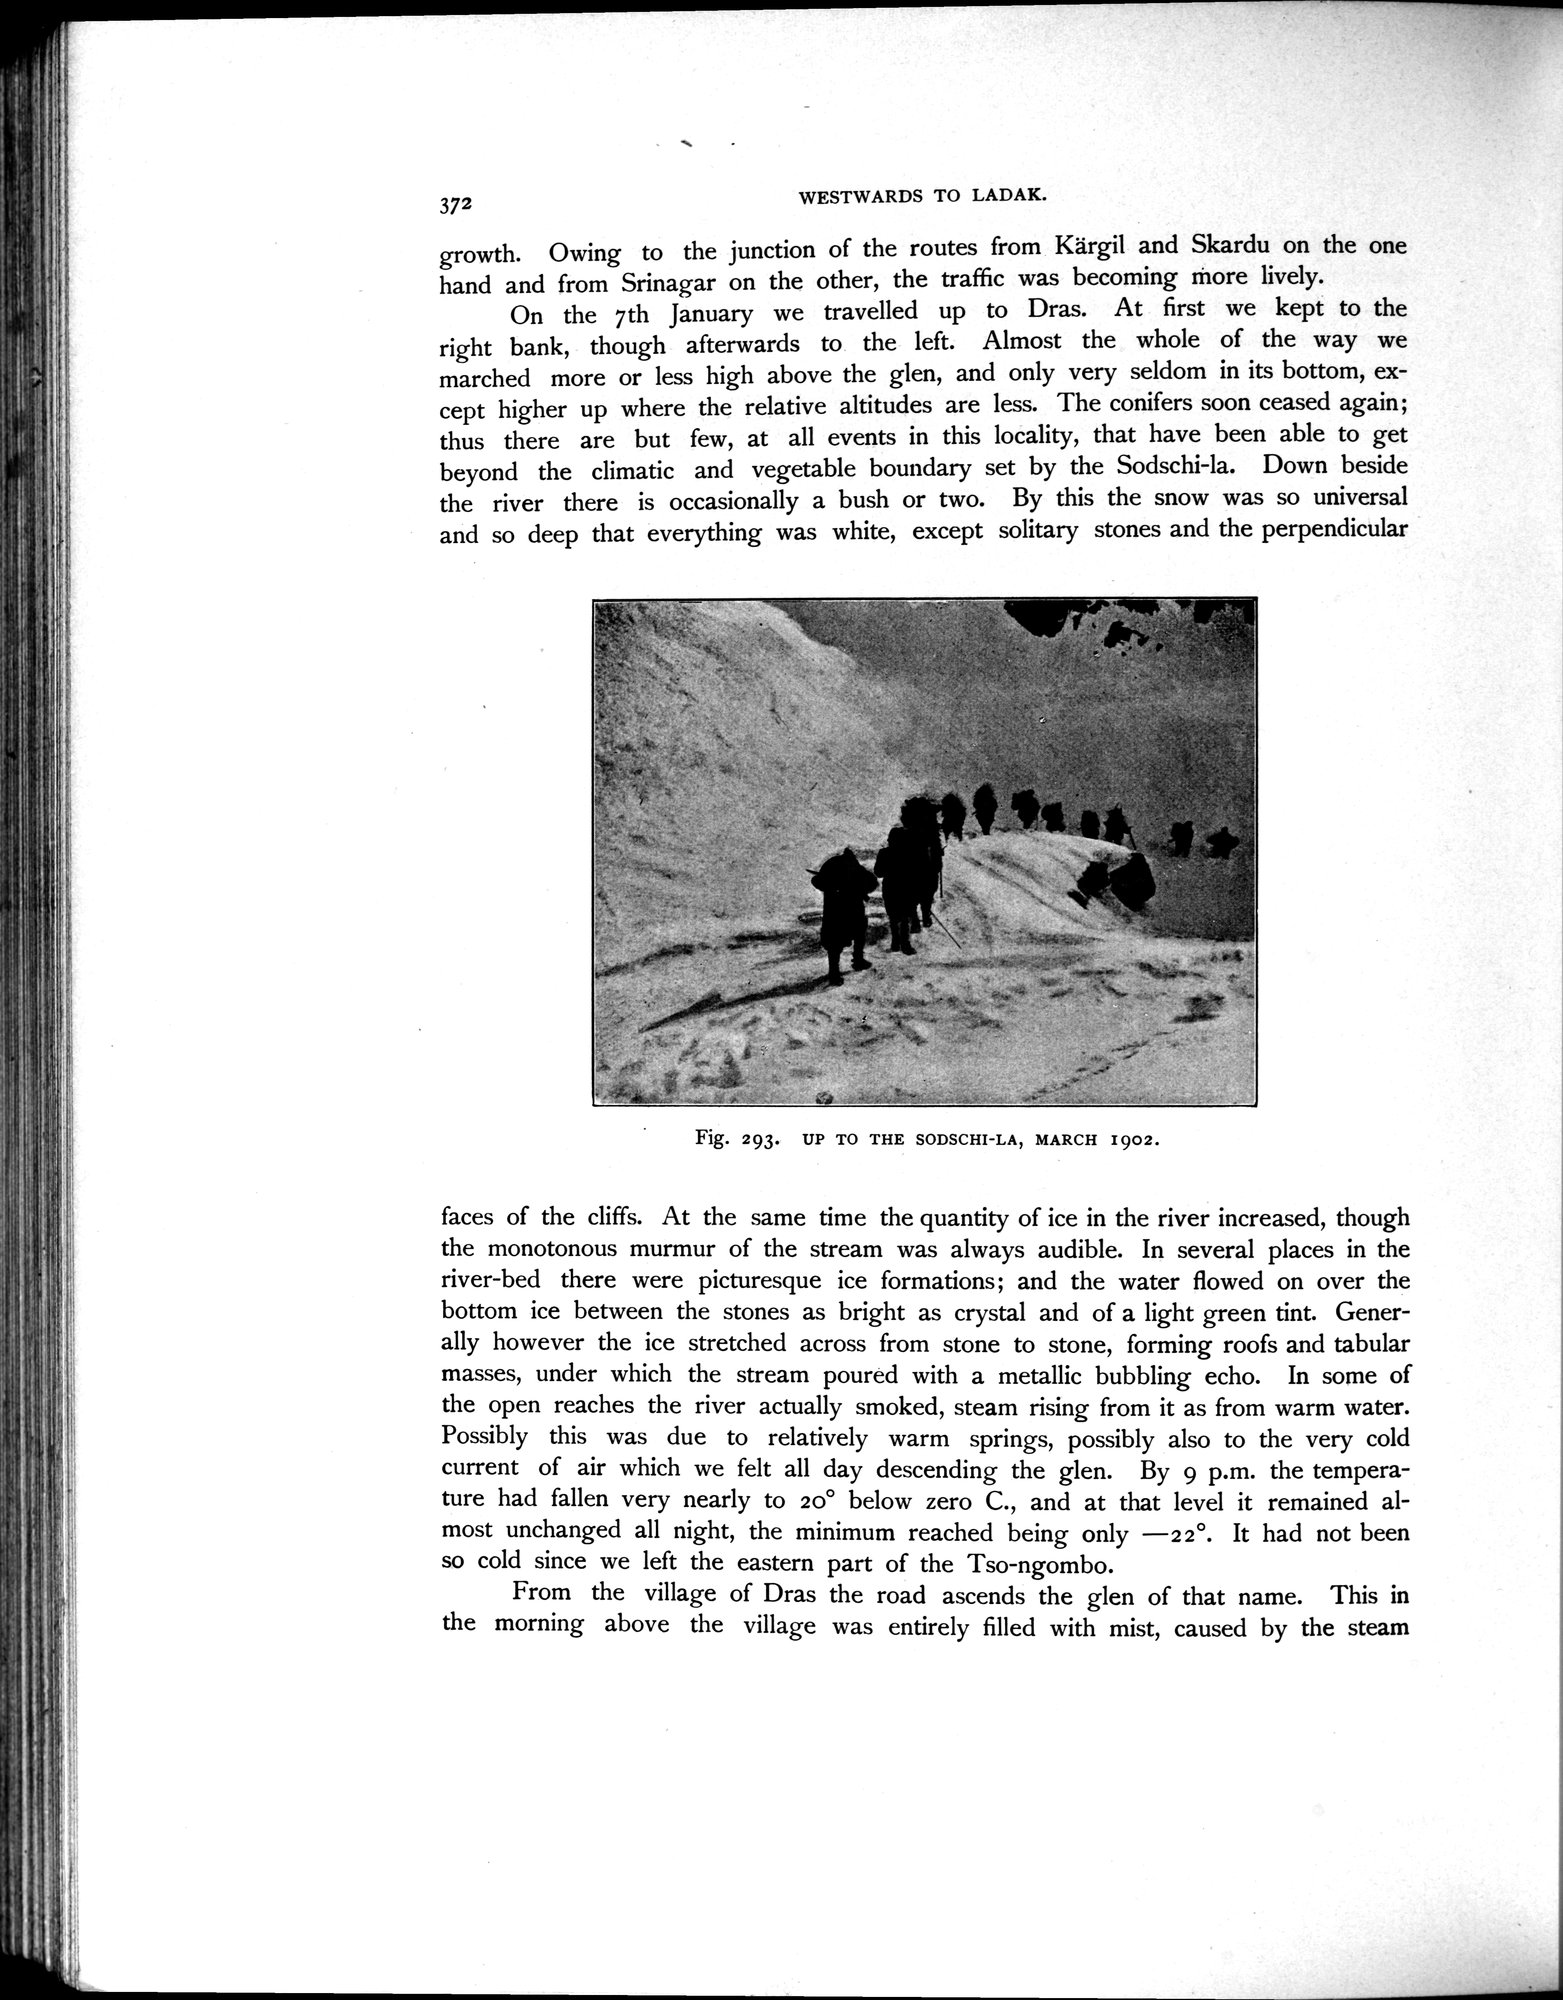 372
WESTWARDS TO LADAK.
growth. Owing to the junction of the routes from Kärgil and Skardu on the one
hand and from Srinagar on the other, the traffic was becoming more lively.
On the 7th January we travelled up to Dras. At first we kept to the
right bank, though afterwards to the left. Almost the whole of the way we
marched more or less high above the glen, and only very seldom in its bottom, ex-
cept higher up where the relative altitudes are less. The conifers soon ceased again;
thus there are but few, at all events in this locality, that have been able to get
beyond the climatic and vegetable boundary set by the Sodschi-la. Down beside
the river there is occasionally a bush or two. By this the snow was so universal
and so deep that everything was white, except solitary stones and the perpendicular
Fig. 293. UP TO THE SODSCHI-LA, MARCH 1902.
faces of the cliffs. At the same time the quantity of ice in the river increased, though
the monotonous murmur of the stream was always audible. In several places in the
river-bed there were picturesque ice formations; and the water flowed on over the
bottom ice between the stones as bright as crystal and of a light green tint. Gener-
ally however the ice stretched across from stone to stone, forming roofs and tabular
masses, under which the stream poured with a metallic bubbling echo. In some of
the open reaches the river actually smoked, steam rising from it as from warm water.
Possibly this was due to relatively warm springs, possibly also to the very cold
current of air which we felt all day descending the glen. By 9 p.m. the tempera-
ture had fallen very nearly to 20° below zero C., and at that level it remained al-
most unchanged all night, the minimum reached being only —22°. It had not been
so cold since we left the eastern part of the Tso-ngombo.
From the village of Dras the road ascends the glen of that name. This in
the morning above the village was entirely filled with mist, caused by the steam